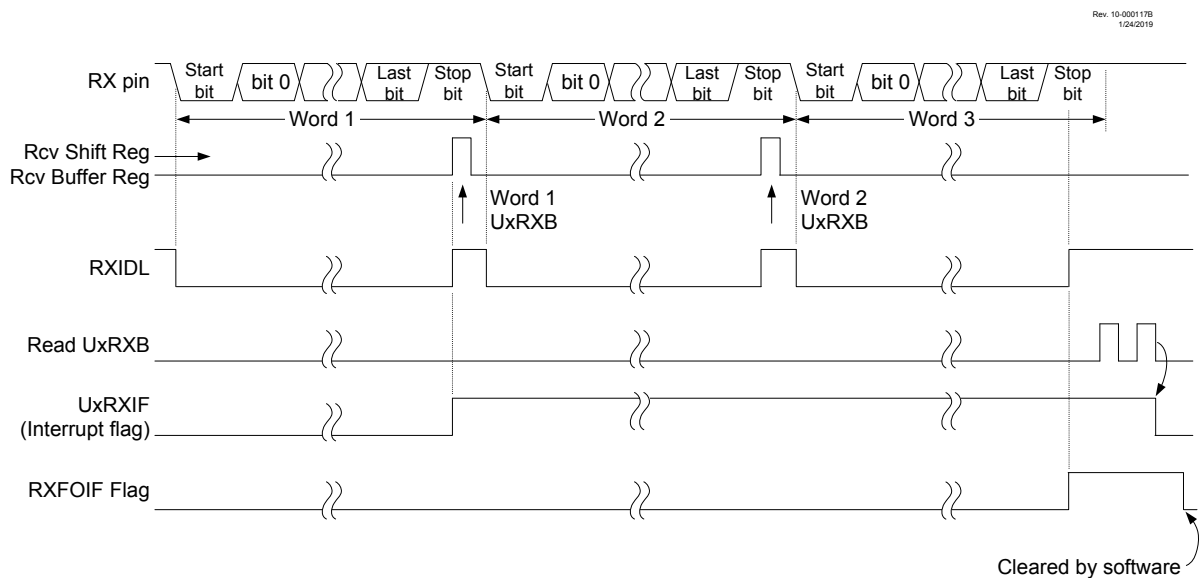 Rev. 10-000117B
1/24/2019
RX pin
Start bit
bit 0
Last bit
Stop bit
Start bit
bit 0
Last bit
Stop bit
Start bit
bit 0
Last bit
Stop bit
Word 1
Word 2
Word 3
Rcv Shift Reg
Rcv Buffer Reg
Word 1
UxRXB
Word 2
UxRXB
RXIDL
Read UxRXB
UxRXIF
(Interrupt flag)
RXFOIF Flag
Cleared by software